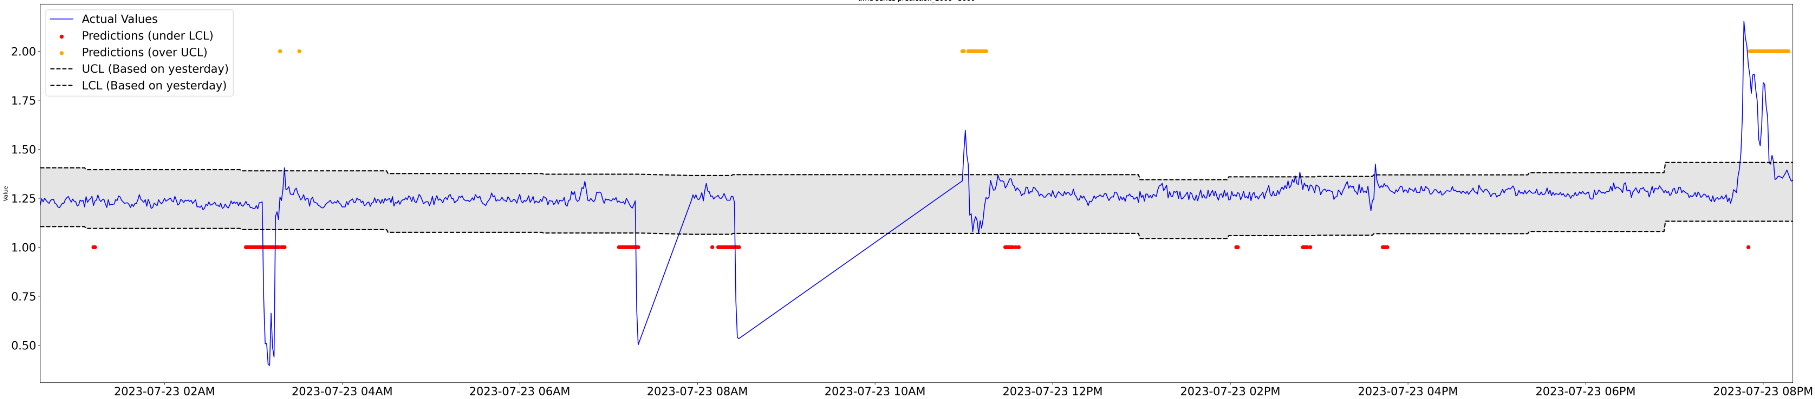 Actual Values
Predictions (under LCL)
Predictions (over UCL)
UCL (Based on yesterday)
LCL (Based on yesterday)
2.00
1.75
1.50
1.25
1.00
0.75
0.50
Value
2023-07-23 02AM 2023-07-23 04AM 2023-07-23 06AM 2023-07-23 08AM 2023-07-23 10AM 2023-07-23 12PM 2023-07-23 02PM 2023-07-23 04PM 2023-07-23 06PM 2023-07-23 08PM